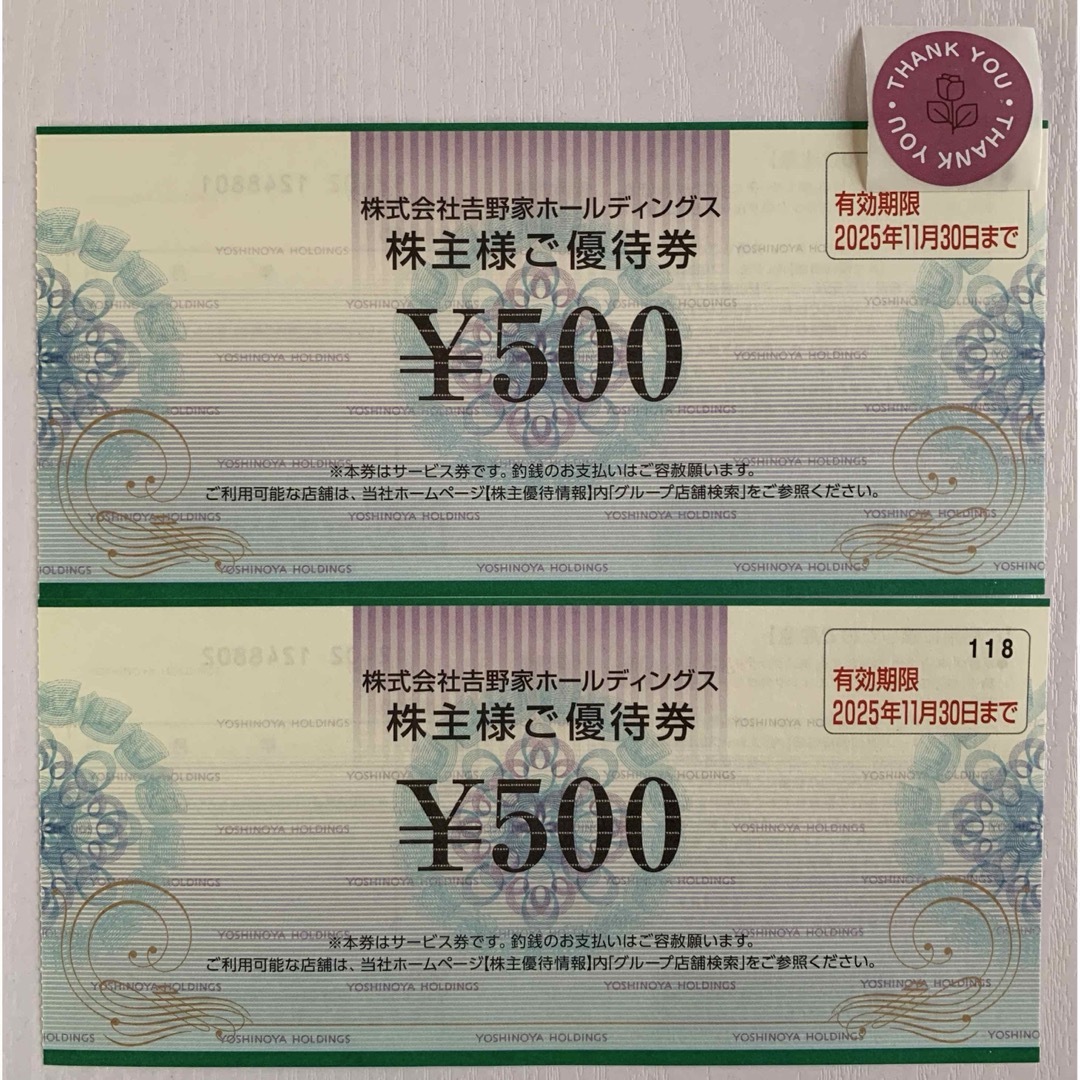 THANK YOU • THANK YOU •
株式会社吉野家ホールディングス
株主様ご優待券
有効期限
2025年11月30日まで
¥500
※本券はサービス券です。釣銭のお支払いはご容赦願います。
ご利用可能な店舗は、当社ホームページ【株主優待情報】内「グループ店舗検索」をご参照ください。
YOSHINOYA HOLDINGS
118
株式会社吉野家ホールディングス
株主様ご優待券
有効期限
2025年11月30日まで
¥500
※本券はサービス券です。釣銭のお支払いはご容赦願います。
ご利用可能な店舗は、当社ホームページ【株主優待情報】内「グループ店舗検索」をご参照ください。
YOSHINOYA HOLDINGS